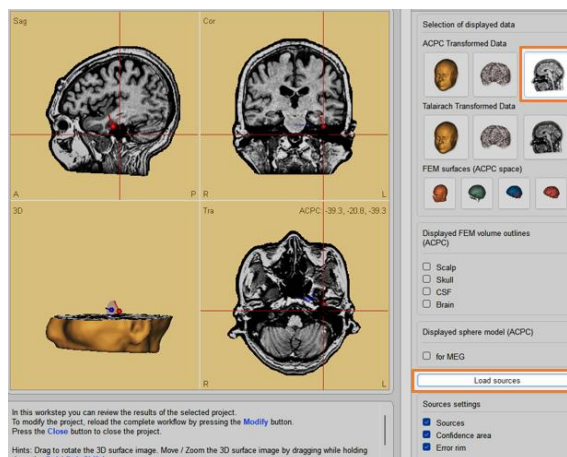 Sag
Cor
A
P
R
L
3D
Tra
ACPC: -39.3, -20.8, -39.3
R
L
In this workstep you can review the results of the selected project.
To modify the project, reload the complete workflow by pressing the Modify button.
Press the Close button to close the project.
Hints: Drag to rotate the 3D surface image. Move / Zoom the 3D surface image by dragging while holding
Selection of displayed data
ACPC Transformed Data
Talairach Transformed Data
FEM surfaces (ACPC space)
Displayed FEM volume outlines
(ACPC)
Scalp
Skull
CSF
Brain
Displayed sphere model (ACPC)
for MEG
Load sources
Sources settings
Sources
Confidence area
Error rim